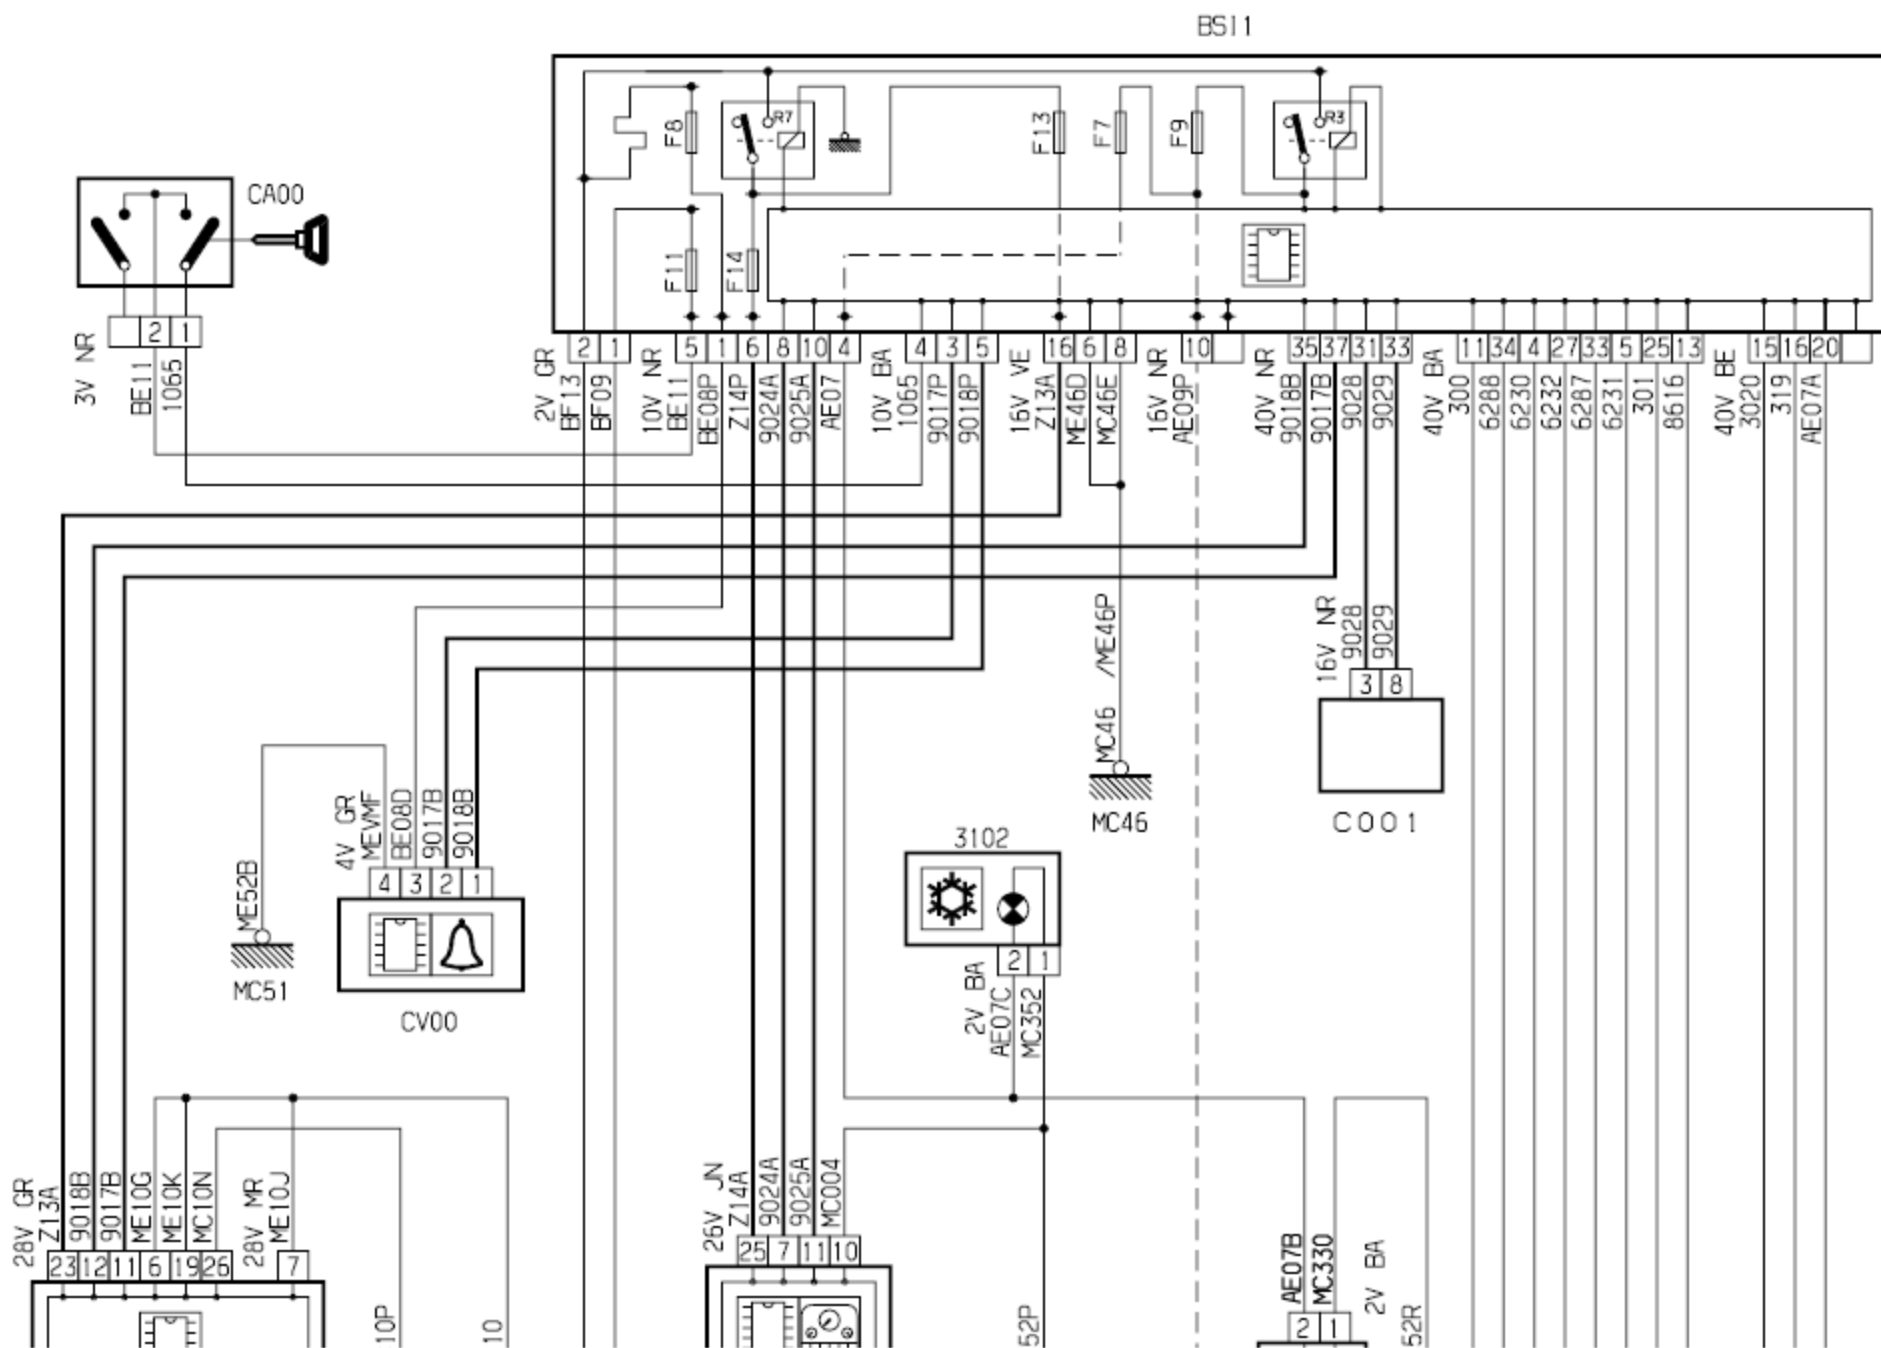 BSI1
F8
R7
F13
F7
F9
R3
CA00
F11
F14
2 1
2 1
5 1 6 8 10 4
4 3 5
16 6 8
10
35 37 31 33
11 34 4 27 33 5 25 13
15 16 20
3V NR
BE11
1065
2V GR
BF13
BF09
10V NR
BE11
BE08P
Z14P
9024A
9025A
AE07
10V BA
1065
9017P
9018P
16V VE
Z13A
ME46D
MC46E
16V NR
AE09P
40V NR
9018B
9017B
9028
9029
40V BA
300
6288
6230
6232
6287
6231
301
8616
40V BE
3020
319
AE07A
MC46 /ME46P
MC46
16V NR
9028
9029
3 8
C001
4V GR
MEVMF
BE08D
9017B
9018B
4 3 2 1
ME52B
MC51
CV00
3102
2 1
2V BA
AE07C
MC352
28V GR
Z13A
9018B
9017B
ME10G
ME10K
MC10N
28V MR
ME10J
23 12 11 6 19 26
7
10P
10
26V JN
Z14A
9024A
9025A
MC004
25 7 11 10
52P
AE07B
MC330
2V BA
2 1
52R